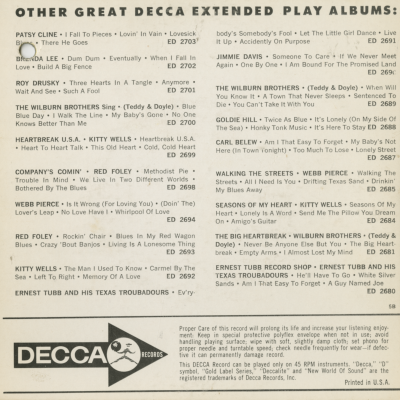 OTHER GREAT DECCA EXTENDED PLAY ALBUMS:
PATSY CLINE • I Fall to Pieces • Lovin' In Vain • Lovesick
Blues • There He Goes ED 2703
BRENDA LEE • Dum Dum • Eventually • When I Fall In
Love • Build A Big Fence ED 2702
ROY DRUSKY • Three Hearts In A Tangle • Anymore •
Wait And See • Such A Fool ED 2701
THE WILBURN BROTHERS Sing • (Teddy & Doyle) • Blue
Blue Day • I Walk The Line • My Baby's Gone • No One
Knows Better Than Me ED 2700
HEARTBREAK U.S.A. • KITTY WELLS • Heartbreak U.S.A.
• Heart To Heart Talk • This Old Heart • Cold, Cold Heart
ED 2699
COMPANY'S COMIN' • RED FOLEY • Methodist Pie •
Trouble In Mind • We Live In Two Different Worlds •
Bothered By the Blues ED 2698
WEBB PIERCE • Is It Wrong (For Loving You) • (Doin' The)
Lover's Leap • No Love Have I • Whirlpool Of Love
ED 2694
RED FOLEY • Rockin' Chair • Blues In My Red Wagon
Blues • Crazy 'Bout Banjos • Living Is A Lonesome Thing
ED 2693
KITTY WELLS • The Man I Used To Know • Carmel By The
Sea • Left To Right • Memory Of A Love ED 2692
ERNEST TUBB AND HIS TEXAS TROUBADOURS • Ev'ry-
body's Somebody's Fool • Let The Little Girl Dance • Live
It Up • Accidently On Purpose ED 2691
JIMMIE DAVIS • Someone To Care • If We Never Meet
Again • One By One • I Am Bound For The Promised Land
ED 269
THE WILBURN BROTHERS • (Teddy & Doyle) • When Will
You Know It • A Town That Never Sleeps • Sentenced To
Die • You Can't Take It With You ED 2689
GOLDIE HILL • Twice As Blue • It's Lonely (On My Side Of
The Sea) • Honky Tonk Music • It's Here To Stay ED 2688
CARL BELEW • Am I That Easy To Forget • My Baby's Not
Here (In Town Tonight) • Too Much To Lose • Lonely Street
ED 2687
WALKING THE STREETS • WEBB PIERCE • Walking The
Streets • All I Need Is You • Drifting Texas Sand • Drinkin'
My Blues Away ED 2685
SEASONS OF MY HEART • KITTY WELLS • Seasons Of My
Heart • Lonely Is A Word • Send Me The Pillow You Dream
On • Amigo's Guitar ED 2684
THE BIG HEARTBREAK • WILBURN BROTHERS • (Teddy &
Doyle) • Never Be Anyone Else But You • The Big Heart-
break • Empty Arms • I Almost Lost My Mind ED 2681
ERNEST TUBB RECORD SHOP • ERNEST TUBB AND HIS
TEXAS TROUBADOURS • He'll Have To Go • White Silver
Sands • Am I That Easy To Forget • A Guy Named Joe
ED 2680
DECCA RECORDS
Proper Care of this record will prolong its life and increase your listening enjoy-
ment: Keep in special protective polyflex envelope when not in use; avoid
handling playing surface; wipe with soft, slightly damp cloth; set phono for
proper needle and turntable speed; check needle frequently for wear—if defec-
tive it can permanently damage record.
This DECCA Record can be played only on 45 RPM instruments. "Decca," "D"
symbol, "Gold Label Series," "Deccalite" and "New World Of Sound" are the
registered trademarks of Decca Records, Inc.
Printed in U.S.A.